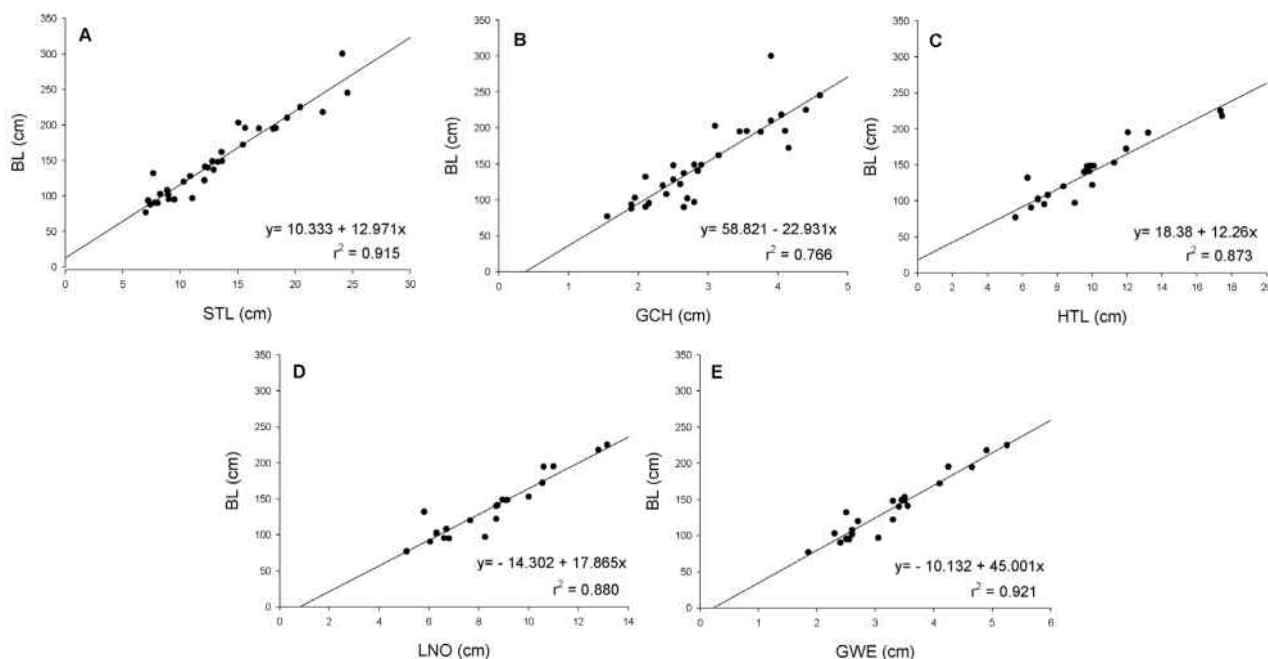 A
350
300
250
200
150
100
50
0
BL (cm)
y= 10.333 + 12.971x
r² = 0.915
0 5 10 15 20 25 30
STL (cm)
B
350
300
250
200
150
100
50
0
BL (cm)
y= 58.821 - 22.931x
r² = 0.766
0 1 2 3 4 5
GCH (cm)
C
350
300
250
200
150
100
50
0
BL (cm)
y= 18.38 + 12.26x
r² = 0.873
0 2 4 6 8 10 12 14 16 18 20
HTL (cm)
D
350
300
250
200
150
100
50
0
BL (cm)
y= - 14.302 + 17.865x
r² = 0.880
0 2 4 6 8 10 12 14
LNO (cm)
E
350
300
250
200
150
100
50
0
BL (cm)
y= - 10.132 + 45.001x
r² = 0.921
0 1 2 3 4 5 6
GWE (cm)